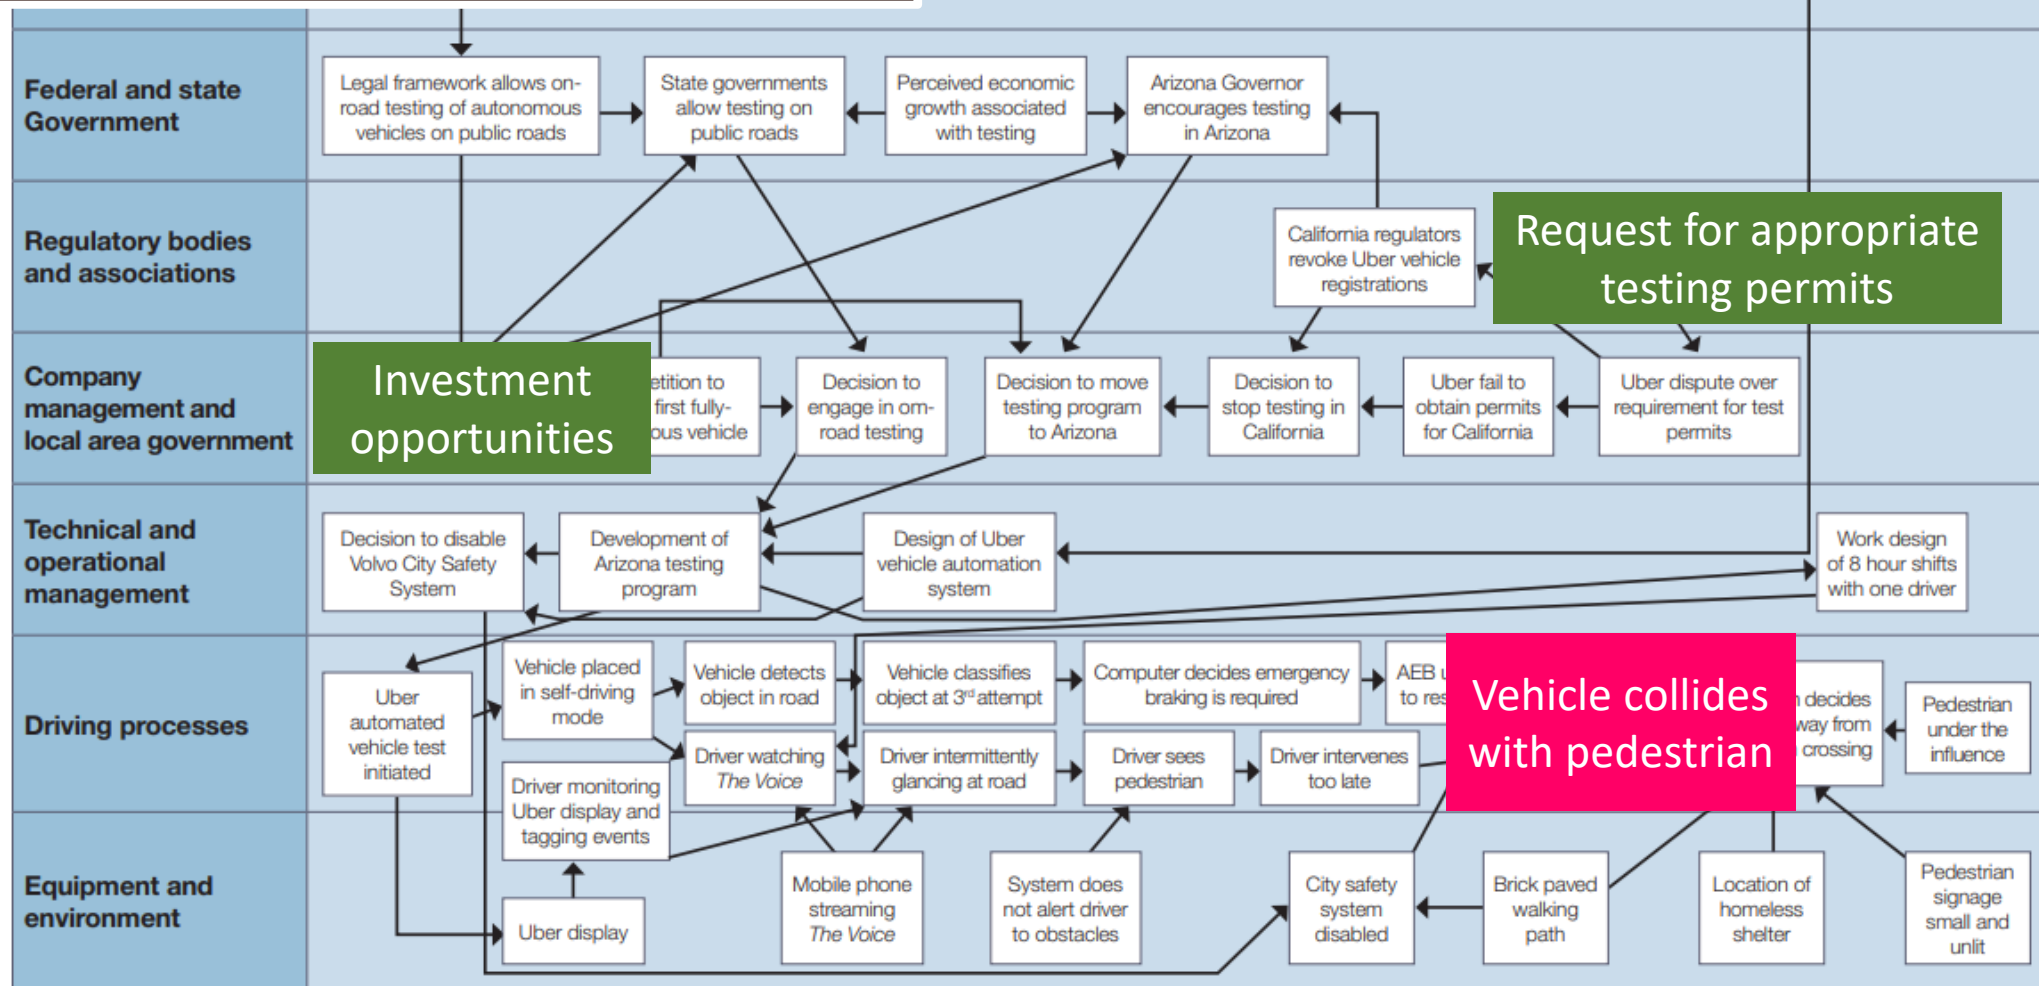 Federal and state
Government
Legal framework allows on-
road testing of autonomous
vehicles on public roads
State governments
allow testing on
public roads
Perceived economic
growth associated
with testing
Arizona Governor
encourages testing
in Arizona
Regulatory bodies
and associations
California regulators
revoke Uber vehicle
registrations
Request for appropriate
testing permits
Company
management and
local area government
Investment
opportunities
to
first fully-
vehicle
Decision to
engage in om-
road testing
Decision to move
testing program
to Arizona
Decision to
stop testing in
California
Uber fail to
obtain permits
for California
Uber dispute over
requirement for test
permits
Technical and
operational
management
Decision to disable
Volvo City Safety
System
Development of
Arizona testing
program
Design of Uber
vehicle automation
system
Work design
of 8 hour shifts
with one driver
Driving processes
Uber
automated
vehicle test
initiated
Vehicle placed
in self-driving
mode
Vehicle detects
object in road
Vehicle classifies
object at 3rd attempt
Computer decides emergency
braking is required
AEB
to
Vehicle collides
with pedestrian
decides
from
crossing
Pedestrian
under the
influence
Driver monitoring
Uber display and
tagging events
Driver watching
The Voice
Driver intermittently
glancing at road
Driver sees
pedestrian
Driver intervenes
too late
Equipment and
environment
Uber display
Mobile phone
streaming
The Voice
System does
not alert driver
to obstacles
City safety
system
disabled
Brick paved
walking
path
Location of
homeless
shelter
Pedestrian
signage
small and
unlit